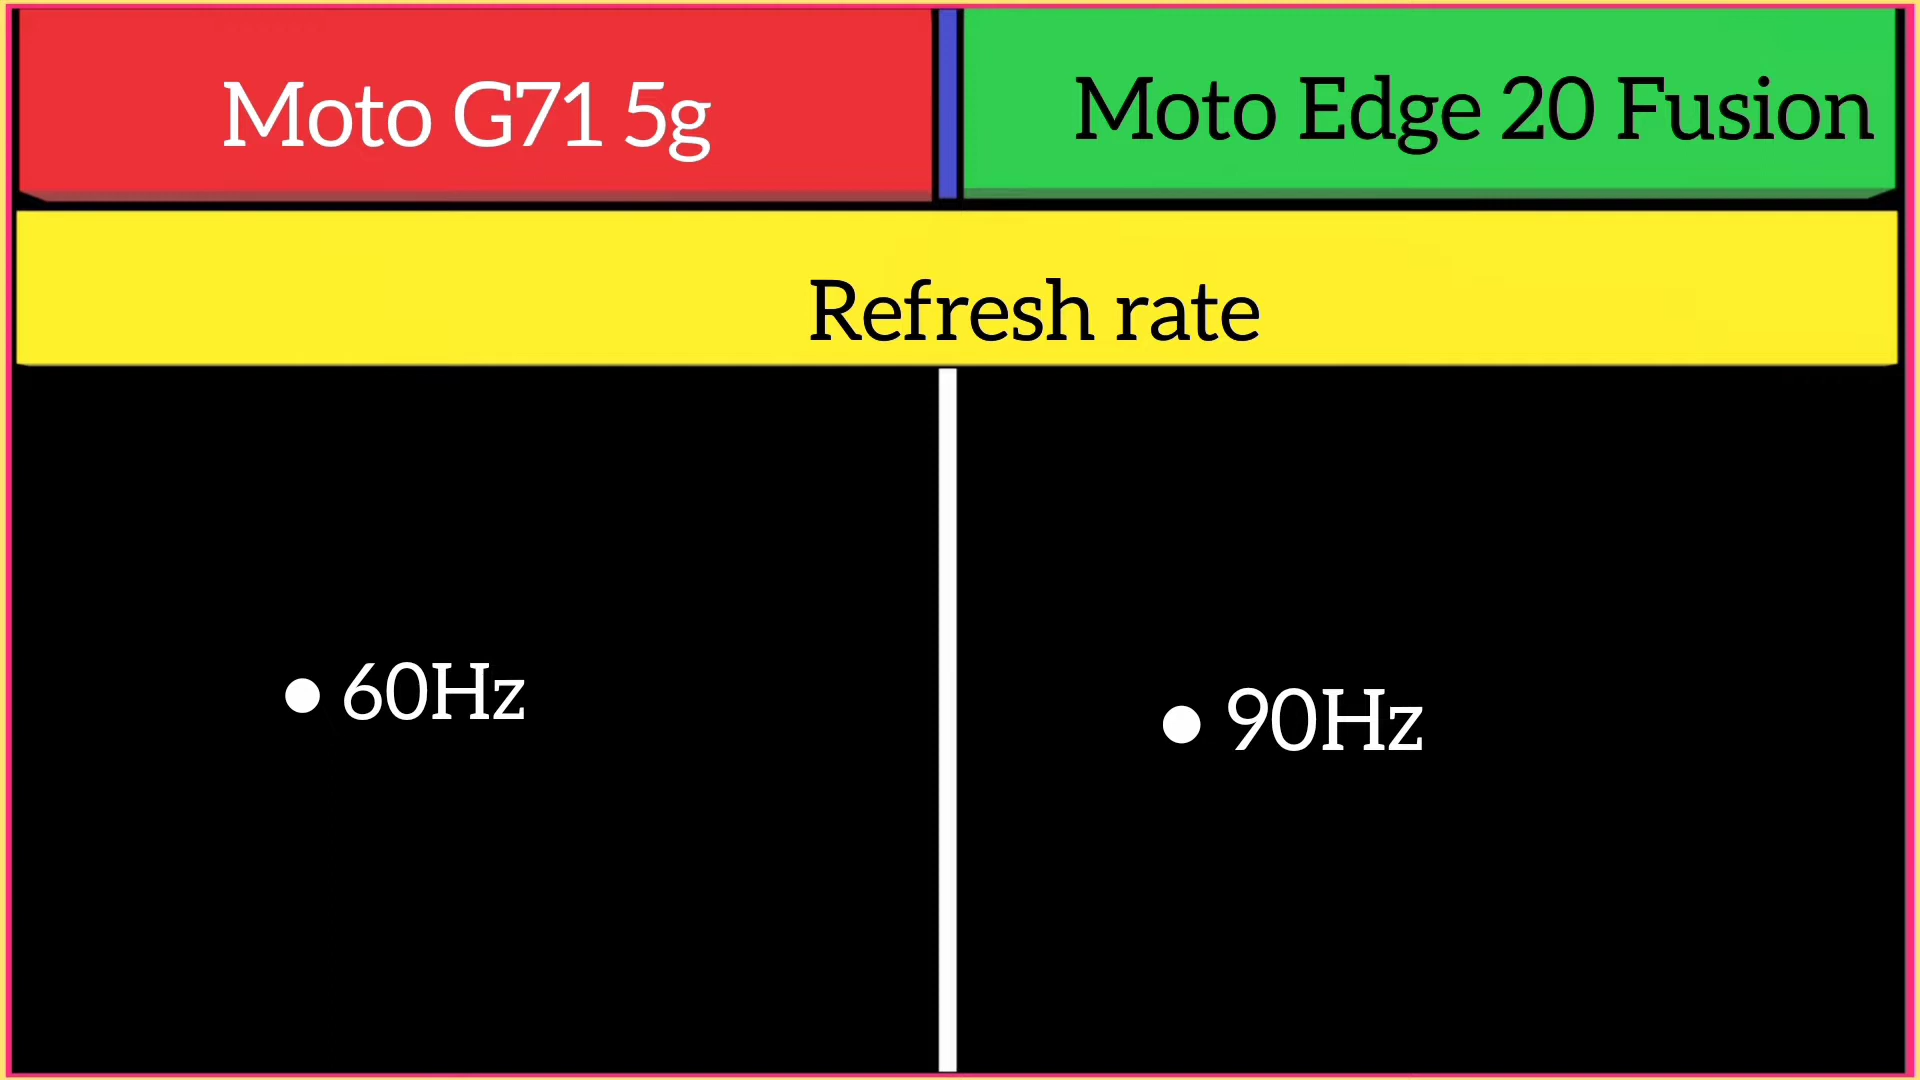 Moto G71 5g
Moto Edge 20 Fusion
Refresh rate
● 60Hz
● 90Hz